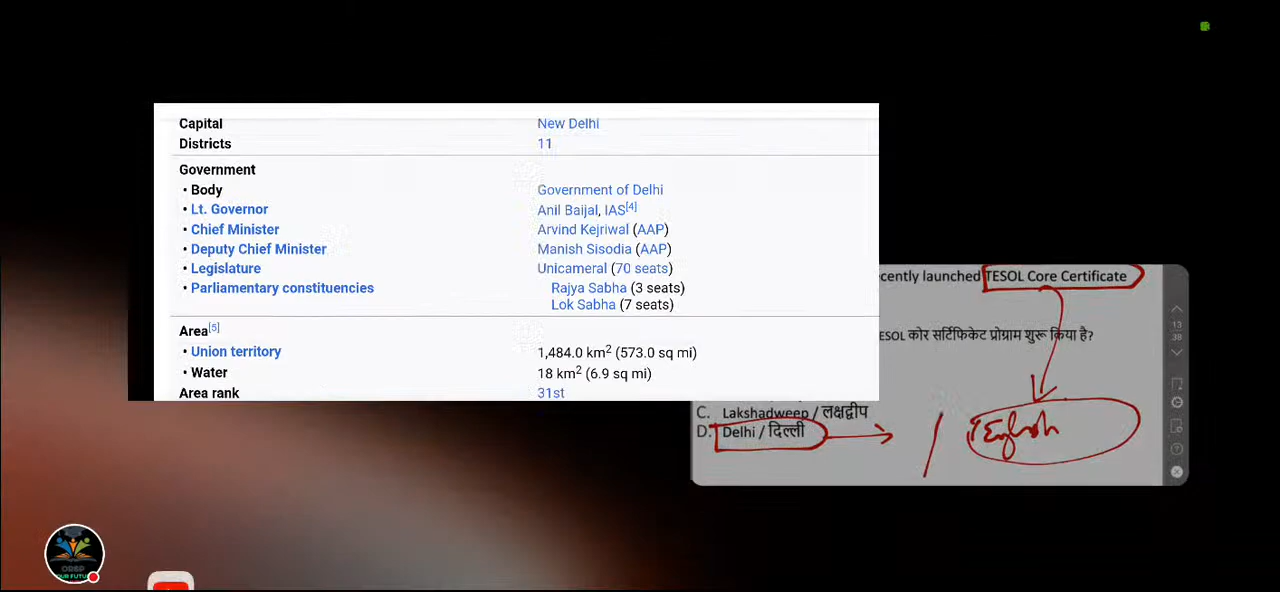 Capital New Delhi
Districts 11
Government
• Body Government of Delhi
• Lt. Governor Anil Baijal, IAS[4]
• Chief Minister Arvind Kejriwal (AAP)
• Deputy Chief Minister Manish Sisodia (AAP)
• Legislature Unicameral (70 seats)
• Parliamentary constituencies Rajya Sabha (3 seats)
Lok Sabha (7 seats)
Area[5]
• Union territory 1,484.0 km2 (573.0 sq mi)
• Water 18 km2 (6.9 sq mi)
Area rank 31st
ecently launched TESOL Core Certificate
ESOL कोर सर्टिफिकेट प्रोग्राम शुरू किया है?
C. Lakshadweep / लक्षद्वीप
D. Delhi / दिल्ली
English
13
38